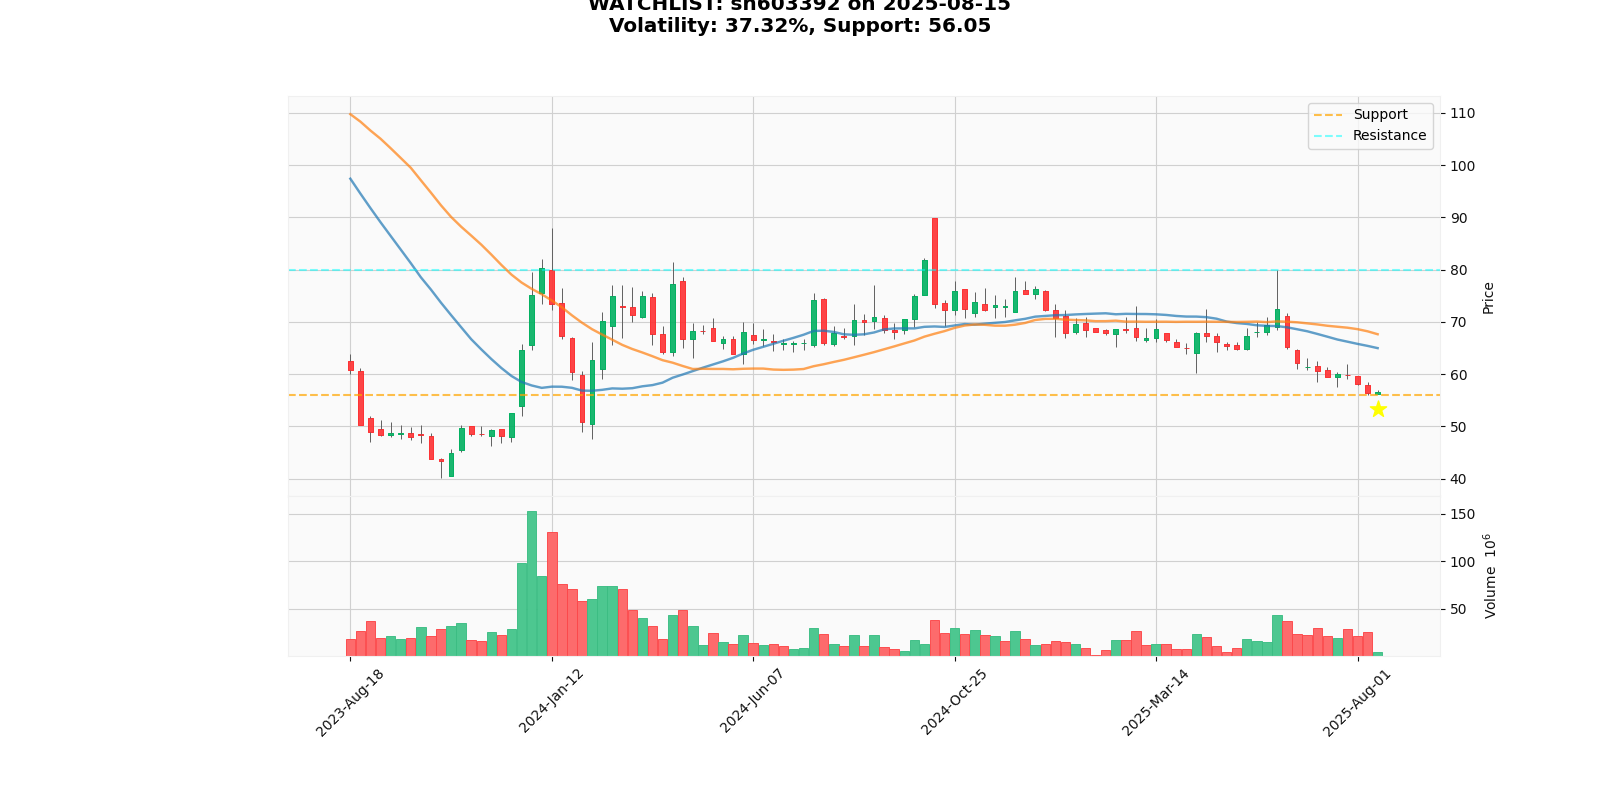 WATCHLIST: sh603392 on 2025-08-15
Volatility: 37.32%, Support: 56.05
Support
Resistance
110
100
90
80
70
60
50
40
Price
150
100
50
Volume 10⁶
2023-Aug-18
2024-Jan-12
2024-Jun-07
2024-Oct-25
2025-Mar-14
2025-Aug-01